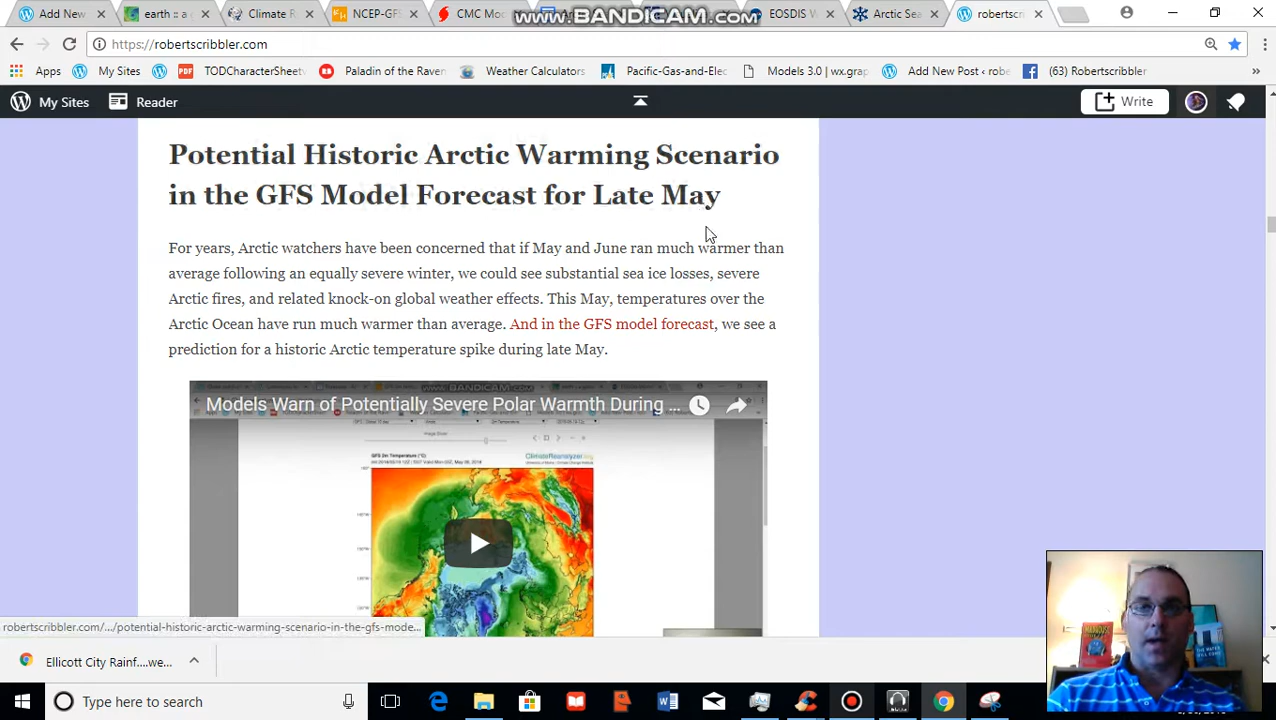 Add New
earth :: a
Climate R
NCEP-GFS
CMC Mo
EOSDIS W
Arctic Sea
robertscri
www.BANDICAM.com
https://robertscribbler.com
Apps
My Sites
TODCharacterSheet
Paladin of the Raven
Weather Calculators
Pacific-Gas-and-Elec
Models 3.0 | wx.grap
Add New Post ‹ robe
(63) Robertscribbler
»
My Sites
Reader
Write
Potential Historic Arctic Warming Scenario
in the GFS Model Forecast for Late May
For years, Arctic watchers have been concerned that if May and June ran much warmer than
average following an equally severe winter, we could see substantial sea ice losses, severe
Arctic fires, and related knock-on global weather effects. This May, temperatures over the
Arctic Ocean have run much warmer than average. And in the GFS model forecast, we see a
prediction for a historic Arctic temperature spike during late May.
Models Warn of Potentially Severe Polar Warmth During ...
GFS 2m Temperature (°C)
ClimateReanalyzer.org
robertscribbler.com/.../potential-historic-arctic-warming-scenario-in-the-gfs-mode...
Ellicott City Rainf....we...
Type here to search